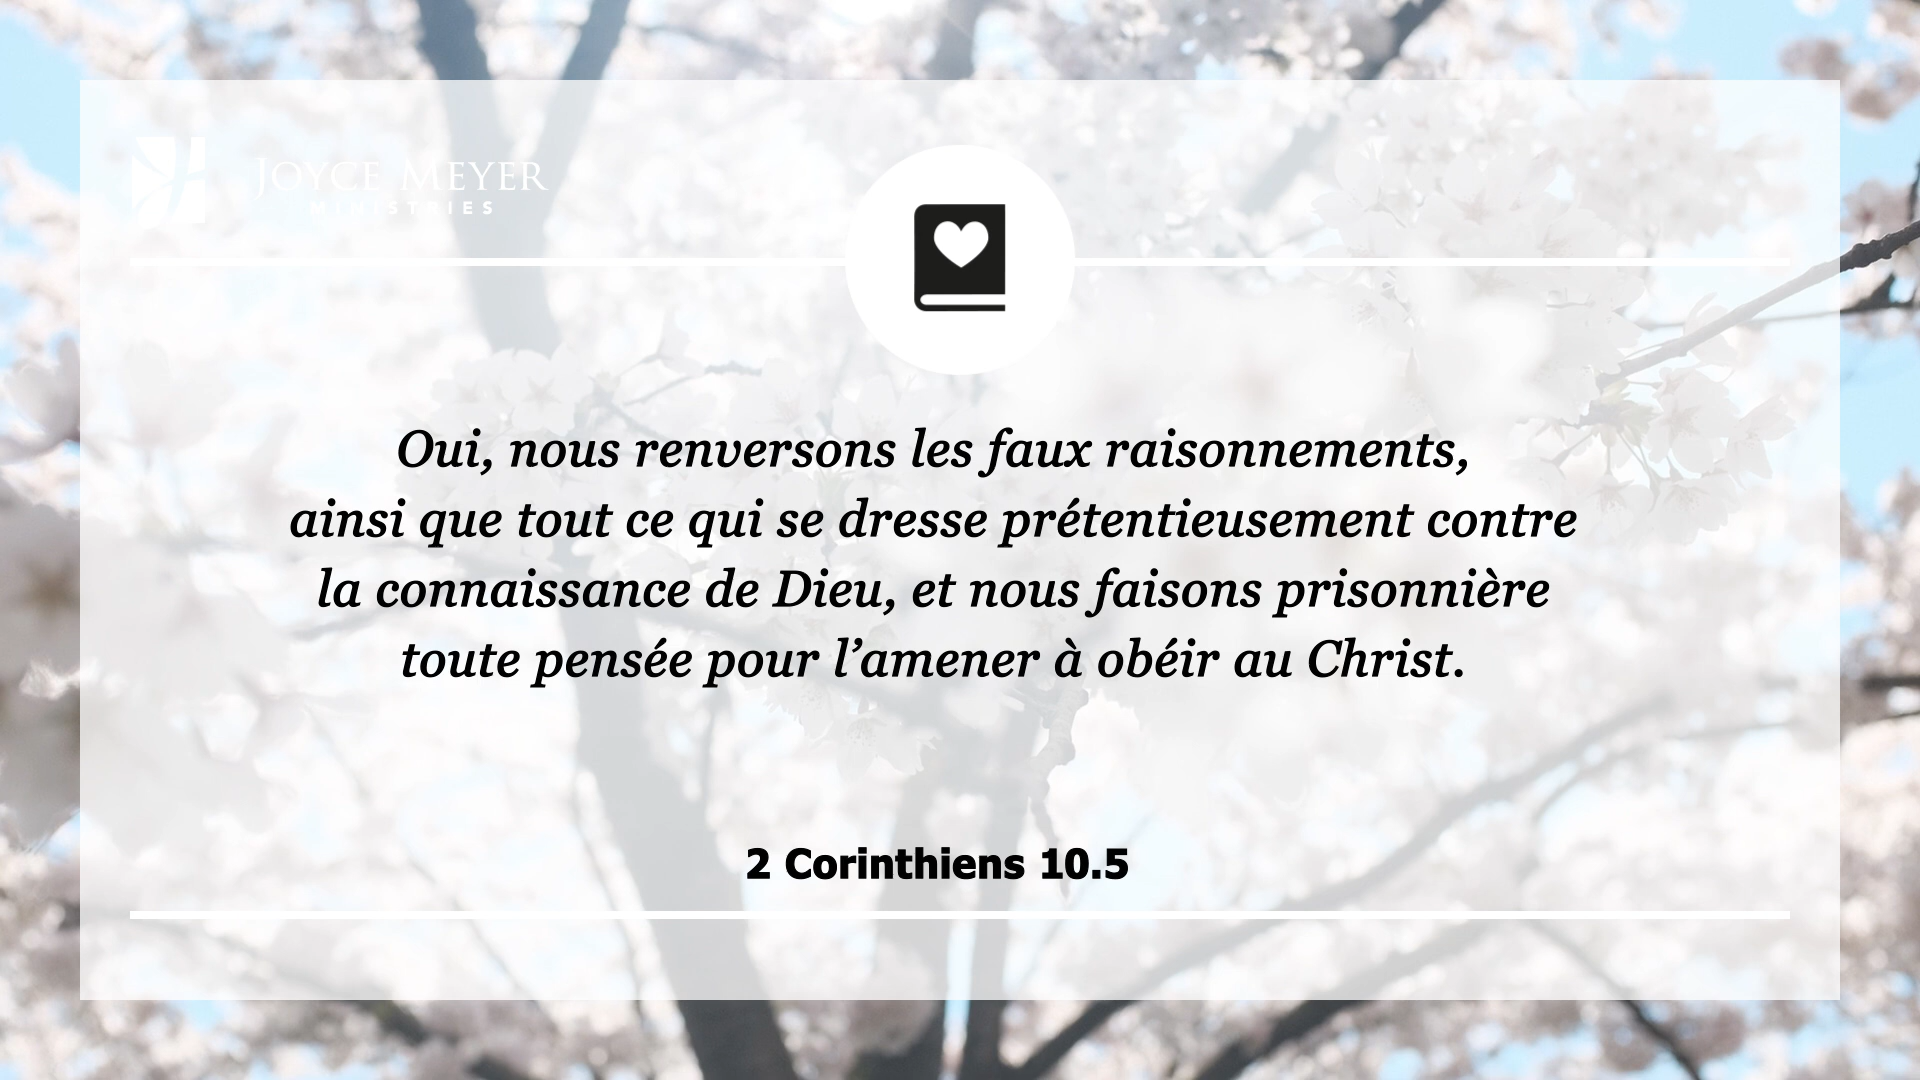 JOYCE MEYER
MINISTRIES
Oui, nous renversons les faux raisonnements,
ainsi que tout ce qui se dresse prétentieusement contre
la connaissance de Dieu, et nous faisons prisonnière
toute pensée pour l’amener à obéir au Christ.
2 Corinthiens 10.5